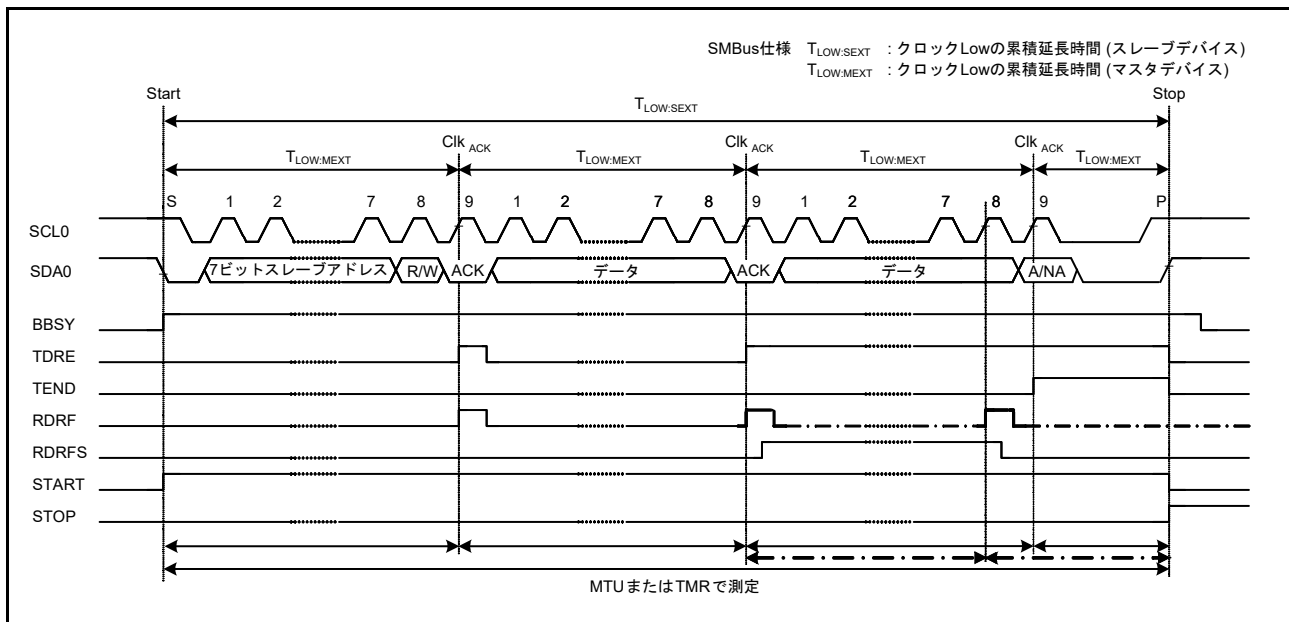 SMBus仕様 TLOW:SEXT : クロックLowの累積延長時間 (スレーブデバイス)
TLOW:MEXT : クロックLowの累積延長時間 (マスタデバイス)
Start
Stop
TLOW:SEXT
ClkACK ClkACK ClkACK
TLOW:MEXT TLOW:MEXT TLOW:MEXT TLOW:MEXT
S 1 2 7 8 9 1 2 7 8 9 1 2 7 8 9 P
SCL0
SDA0 7ビットスレーブアドレス R/W ACK データ ACK データ A/NA
BBSY
TDRE
TEND
RDRF
RDRFS
START
STOP
MTUまたはTMRで測定